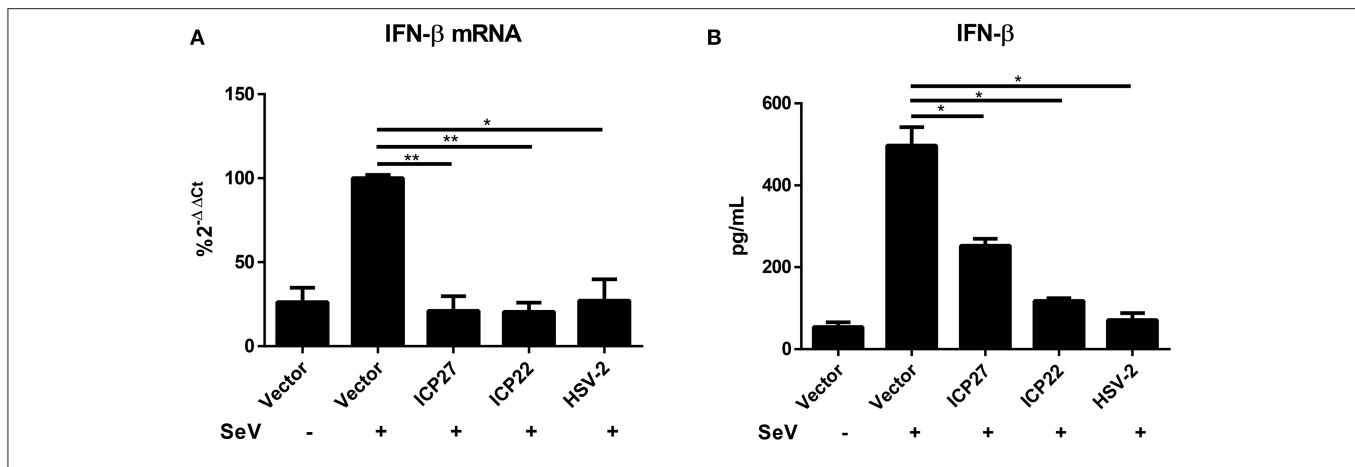 A
IFN-β mRNA
%2-Δ ΔCt
150
100
50
0
*
**
**
Vector
Vector
ICP27
ICP22
HSV-2
SeV - + + + +
B
IFN-β
pg/mL
600
400
200
0
*
*
*
Vector
Vector
ICP27
ICP22
HSV-2
SeV - + + + +